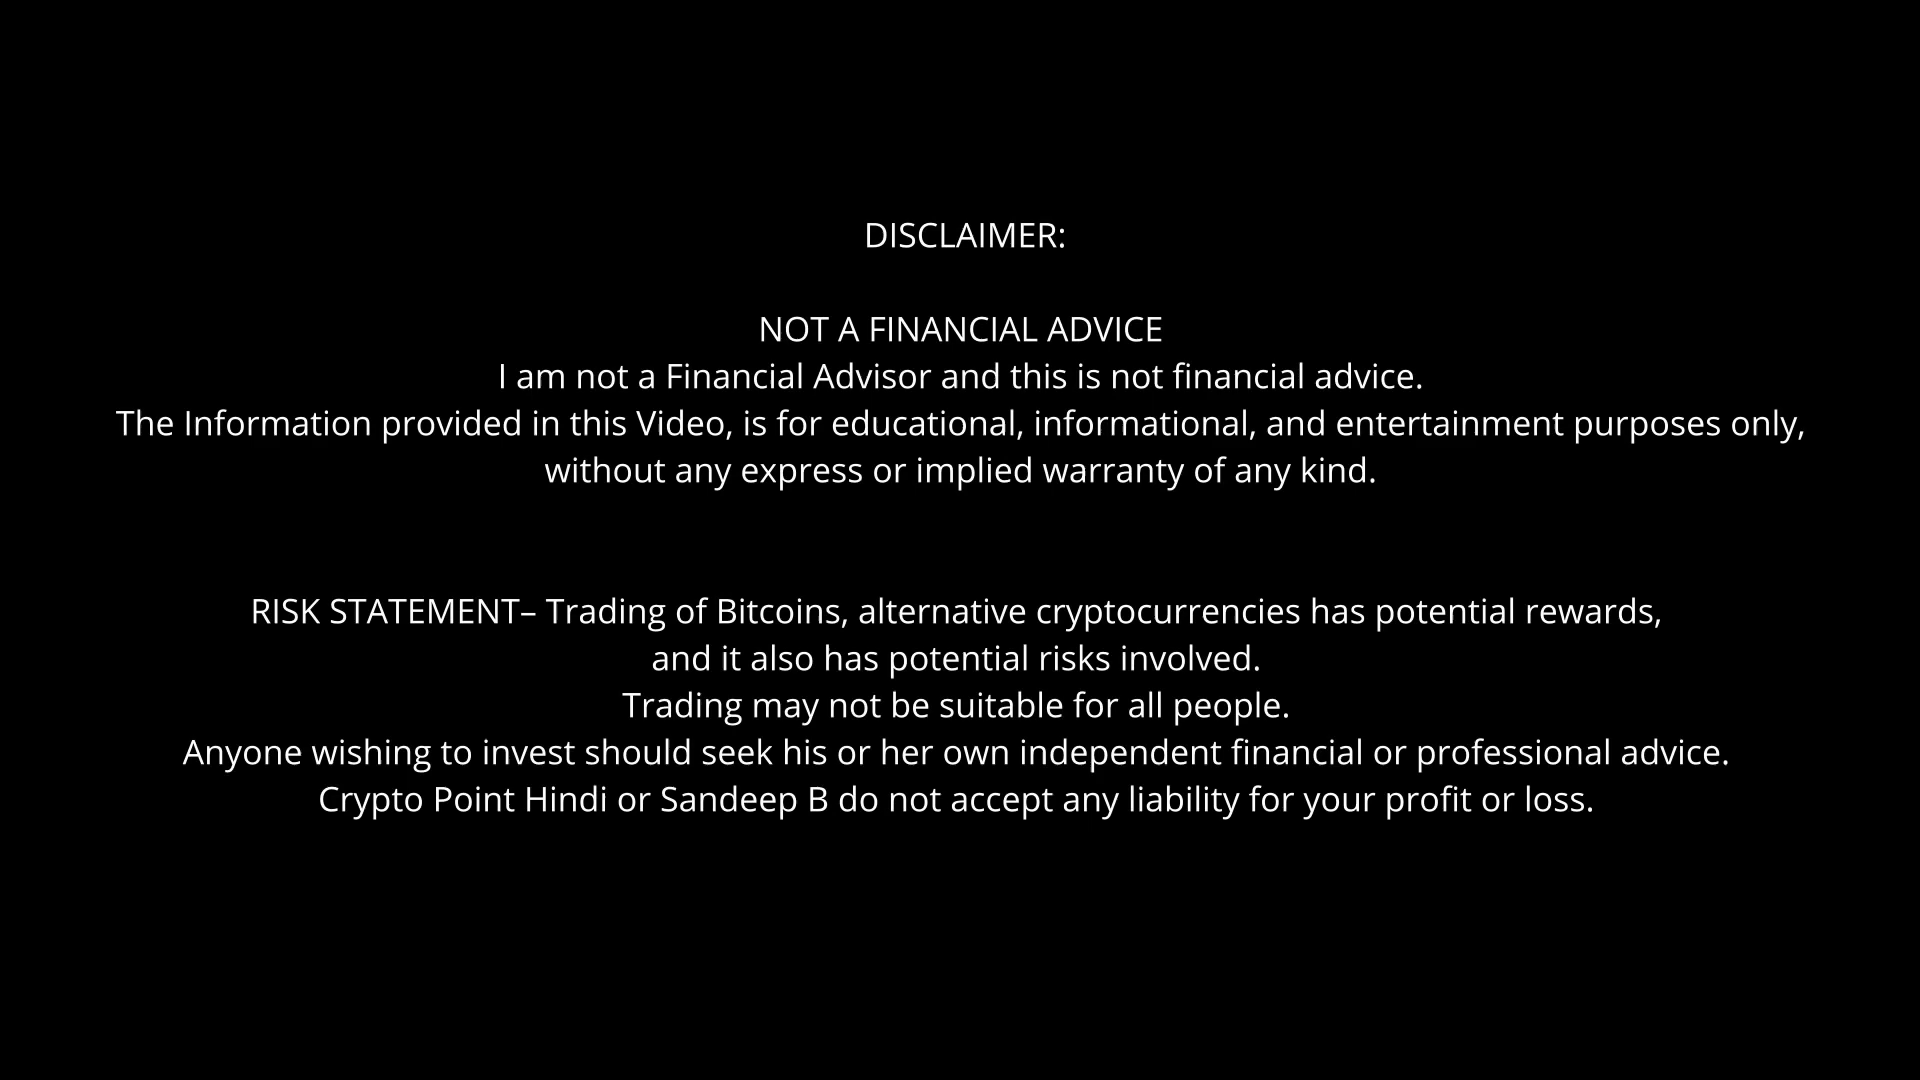 DISCLAIMER:
NOT A FINANCIAL ADVICE
I am not a Financial Advisor and this is not financial advice.
The Information provided in this Video, is for educational, informational, and entertainment purposes only,
without any express or implied warranty of any kind.
RISK STATEMENT– Trading of Bitcoins, alternative cryptocurrencies has potential rewards,
and it also has potential risks involved.
Trading may not be suitable for all people.
Anyone wishing to invest should seek his or her own independent financial or professional advice.
Crypto Point Hindi or Sandeep B do not accept any liability for your profit or loss.